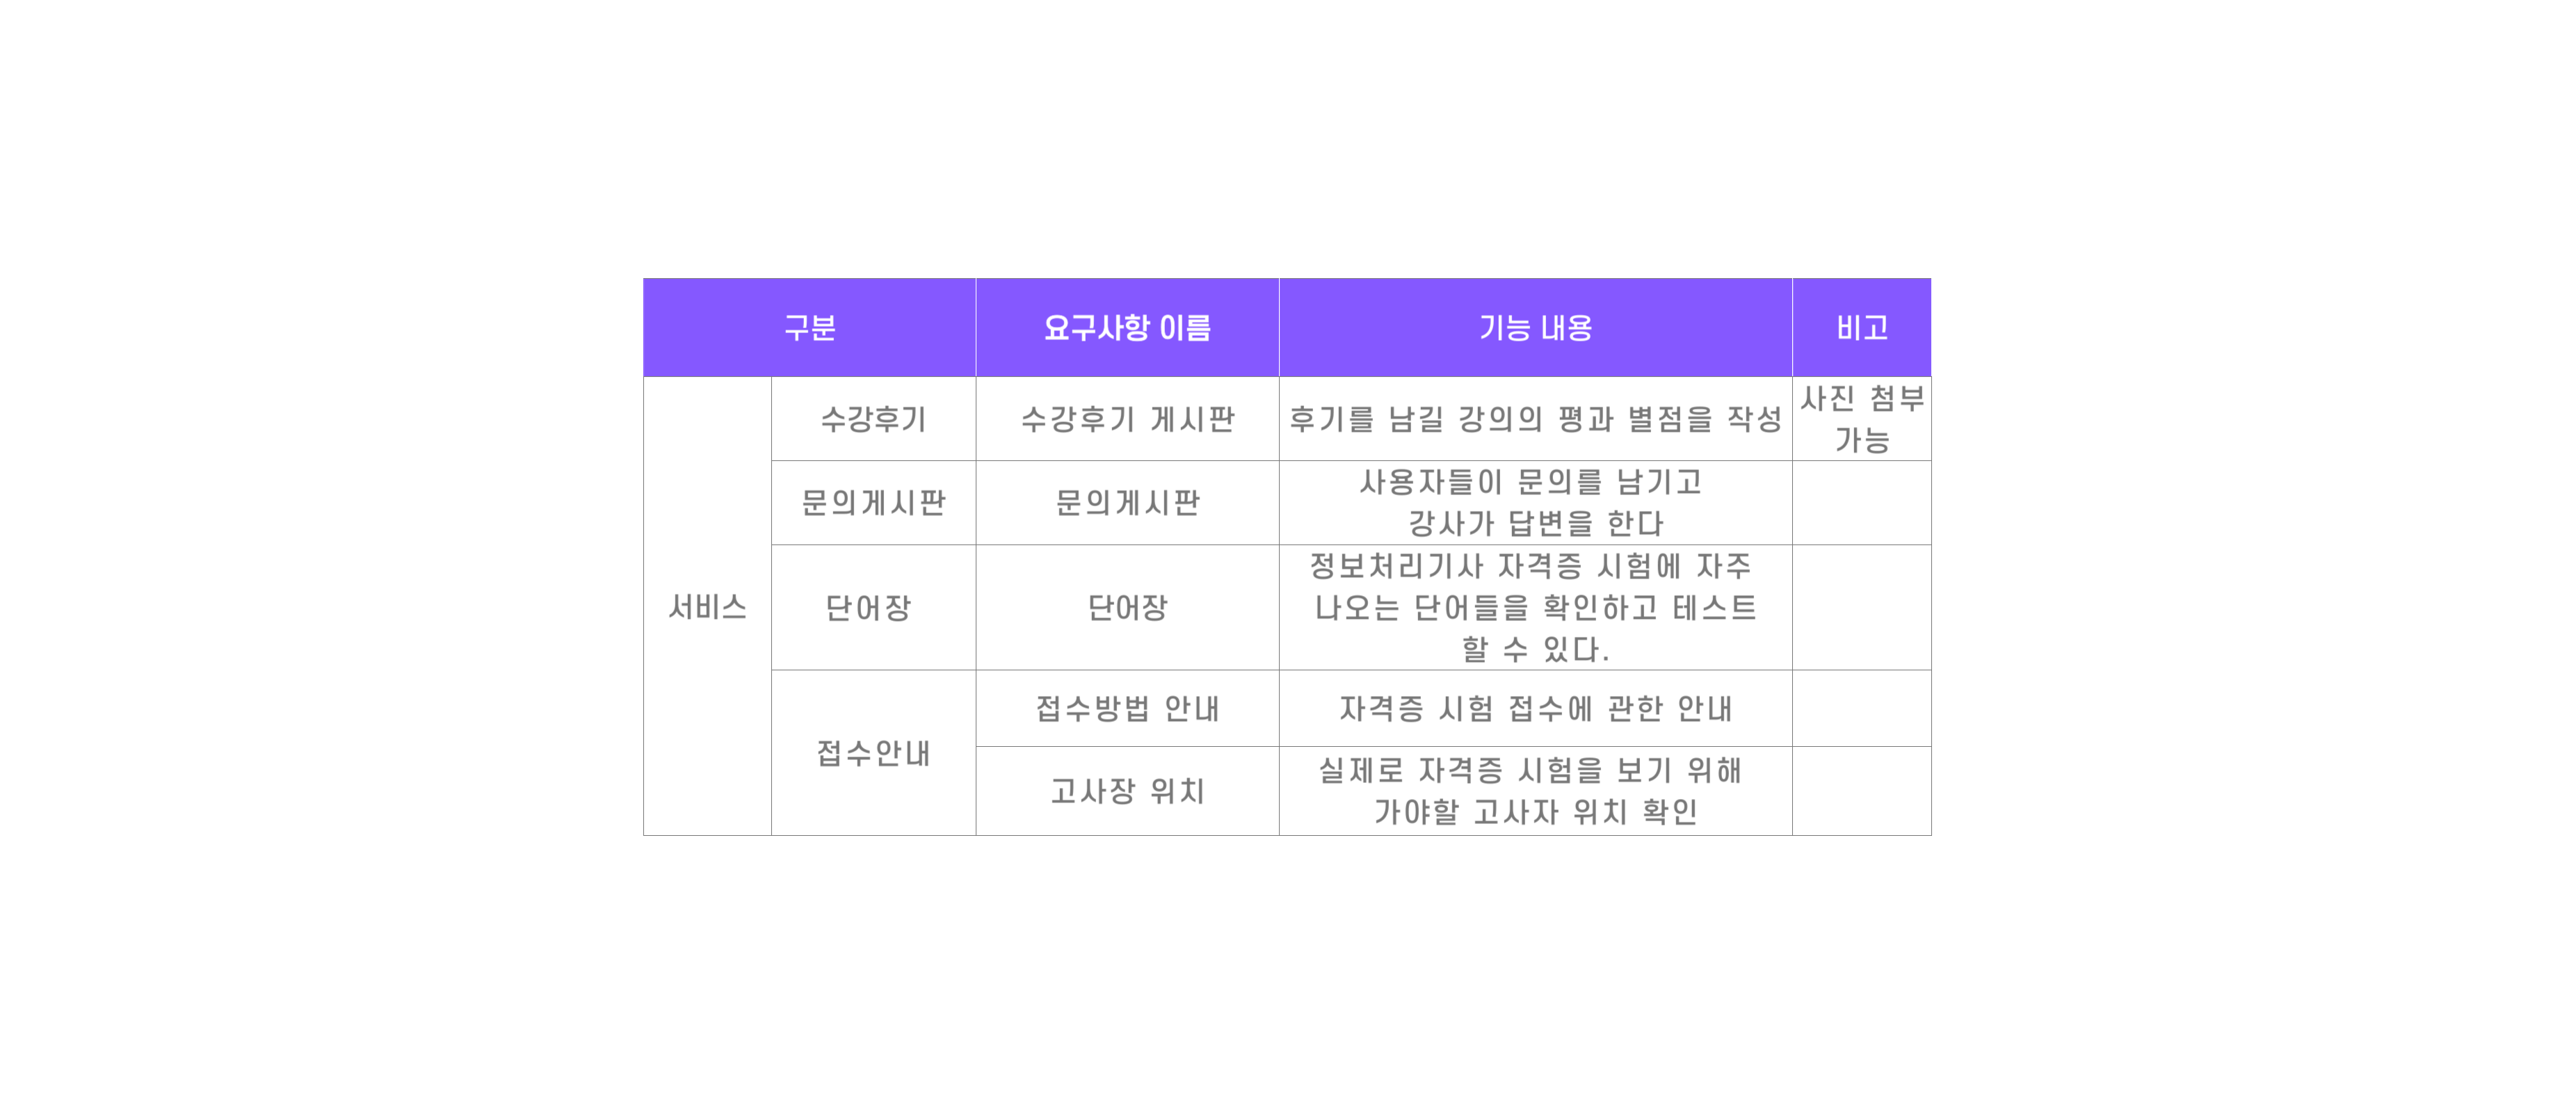 구분 요구사항 이름 기능 내용 비고
서비스
수강후기 수강후기 게시판 후기를 남길 강의의 평과 별점을 작성 사진 첨부
가능
문의게시판 문의게시판 사용자들이 문의를 남기고
강사가 답변을 한다
단어장 단어장 정보처리기사 자격증 시험에 자주
나오는 단어들을 확인하고 테스트
할 수 있다.
접수안내
접수방법 안내 자격증 시험 접수에 관한 안내
고사장 위치 실제로 자격증 시험을 보기 위해
가야할 고사자 위치 확인